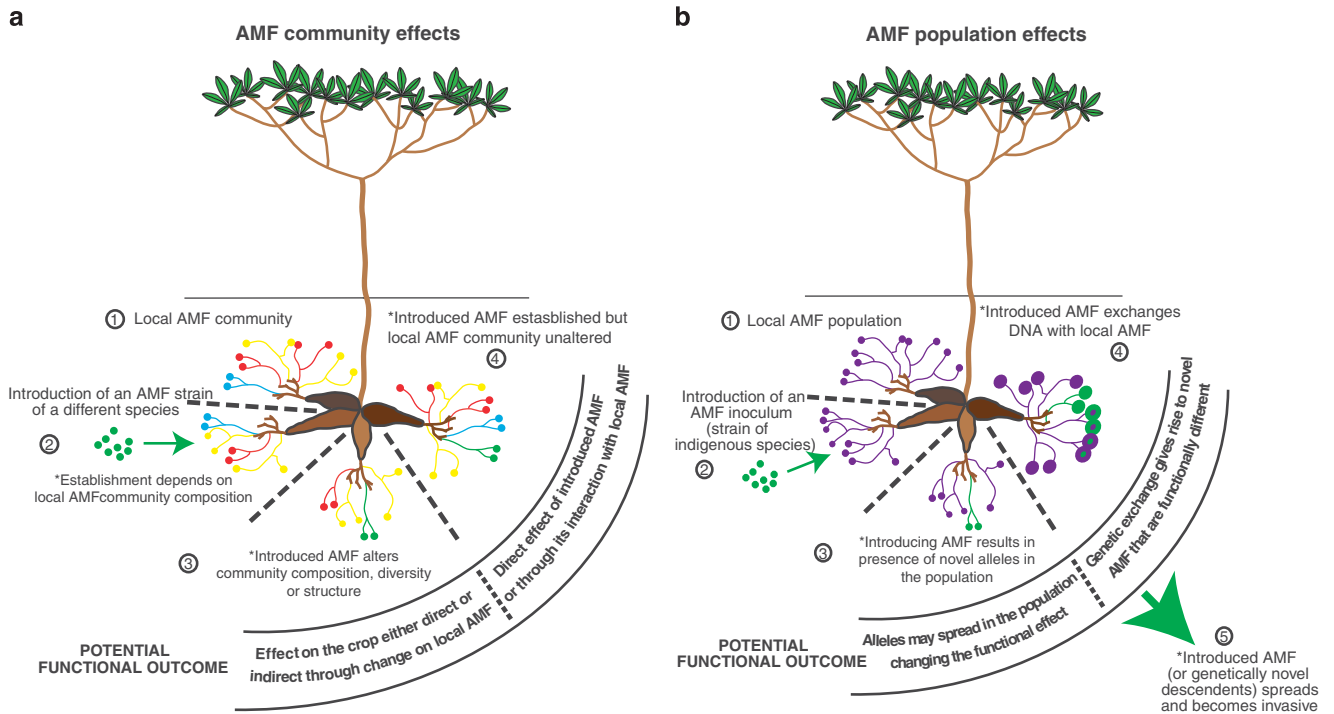 a
AMF community effects
① Local AMF community
*Introduced AMF established but
local AMF community unaltered
④
Introduction of an AMF strain
of a different species
②
*Establishment depends on
local AMFcommunity composition
③
*Introduced AMF alters
community composition, diversity
or structure
POTENTIAL
FUNCTIONAL OUTCOME
Effect on the crop either direct or
indirect through change on local AMF
Direct effect of introduced AMF
or through its interaction with local AMF
b
AMF population effects
① Local AMF population
*Introduced AMF exchanges
DNA with local AMF
④
Introduction of an
AMF inoculum
(strain of
indigenous species)
②
③
*Introducing AMF results in
presence of novel alleles in
the population
POTENTIAL
FUNCTIONAL OUTCOME
Alleles may spread in the population
changing the functional effect
Genetic exchange gives rise to novel
AMF that are functionally different
⑤
*Introduced AMF
(or genetically novel
descendents) spreads
and becomes invasive